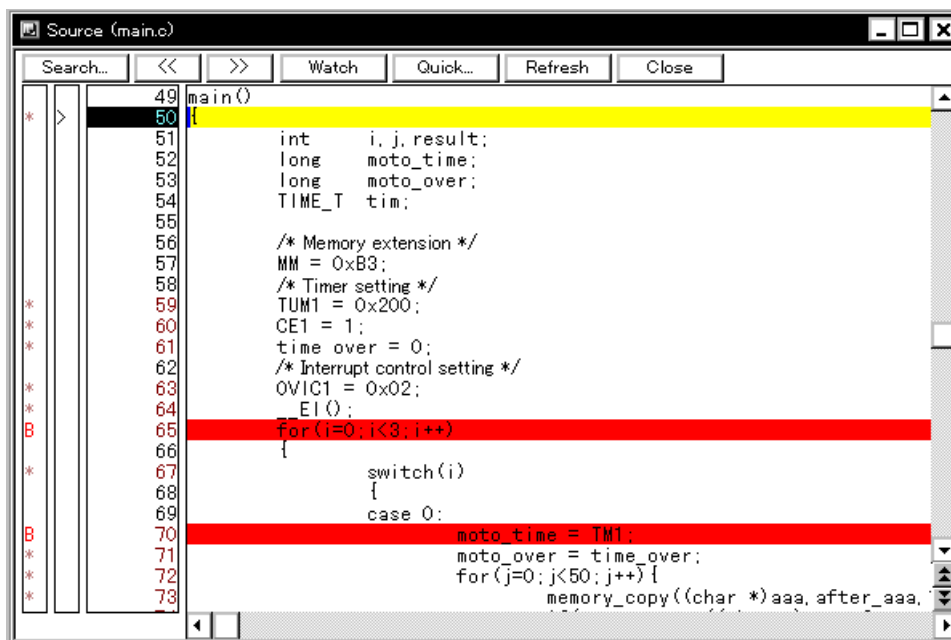 Source (main.c)
Search... << >> Watch Quick... Refresh Close
49 main()
* > 50 {
51 int i, j, result;
52 long moto_time;
53 long moto_over;
54 TIME_T tim;
55
56 /* Memory extension */
57 MM = 0xB3;
58 /* Timer setting */
* 59 TUM1 = 0x200;
* 60 CE1 = 1;
* 61 time_over = 0;
62 /* Interrupt control setting */
* 63 OVIC1 = 0x02;
* 64 __EI();
B 65 for(i=0;i<3;i++)
66 {
* 67 switch(i)
68 {
69 case 0:
B 70 moto_time = TM1;
* 71 moto_over = time_over;
* 72 for(j=0;j<50;j++){
* 73 memory_copy((char *)aaa,after_aaa,